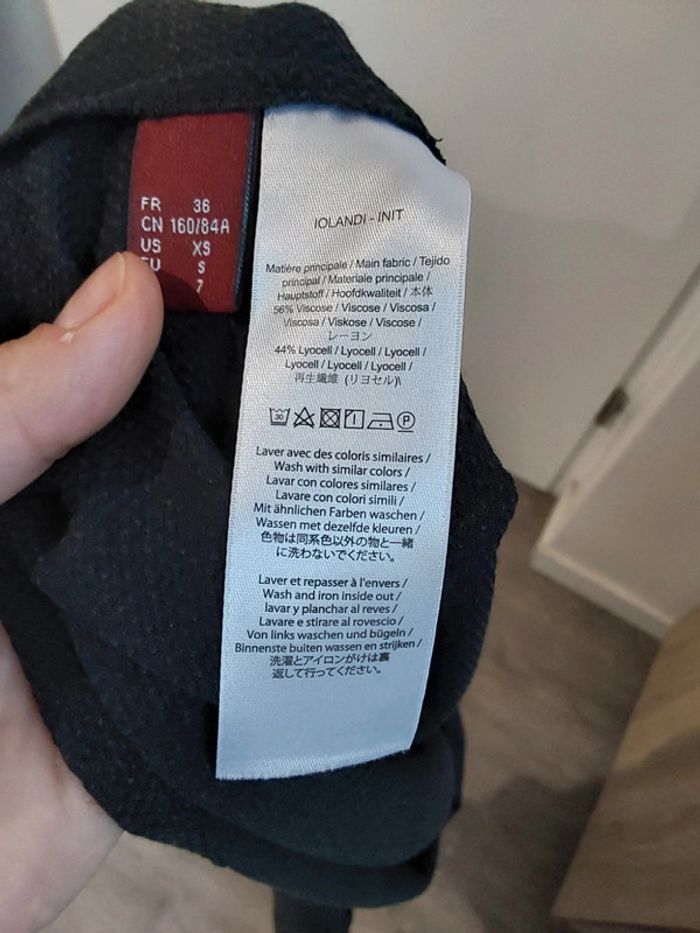 FR 36
CN 160/84A
US XS
EU S
7
IOLANDI - INIT
Matière principale / Main fabric / Tejido
principal / Materiale principale /
Hauptstoff / Hoofdkwaliteit / 本体
56% Viscose / Viscose / Viscosa /
Viscosa / Viskose / Viscose /
レーヨン
44% Lyocell / Lyocell / Lyocell /
Lyocell / Lyocell / Lyocell /
再生繊維 (リヨセル)\
30
P
Laver avec des coloris similaires /
Wash with similar colors /
Lavar con colores similares /
Lavare con colori simili /
Mit ähnlichen Farben waschen /
Wassen met dezelfde kleuren /
色物は同系色以外の物と一緒
に洗わないでください。
Laver et repasser à l'envers /
Wash and iron inside out /
lavar y planchar al reves /
Lavare e stirare al rovescio /
Von links waschen und bügeln /
Binnenste buiten wassen en strijken /
洗濯とアイロンがけは裏
返して行ってください。